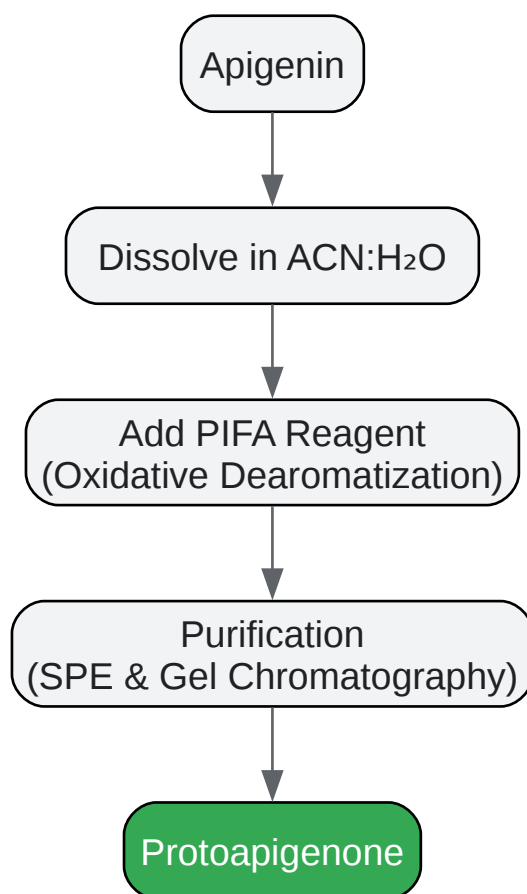 Apigenin
Dissolve in ACN:H₂O
Add PIFA Reagent
(Oxidative Dearomatization)
Purification
(SPE & Gel Chromatography)
Protoapigenone